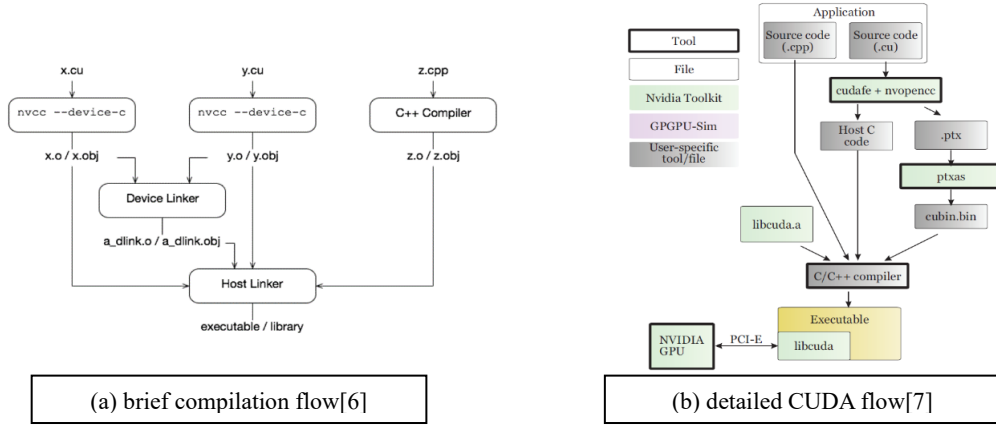 x.cu
y.cu
z.cpp
nvcc --device-c
nvcc --device-c
C++ Compiler
x.o / x.obj
y.o / y.obj
z.o / z.obj
Device Linker
a_dlink.o / a_dlink.obj
Host Linker
executable / library
(a) brief compilation flow[6]
Tool
File
Nvidia Toolkit
GPGPU-Sim
User-specific
tool/file
Application
Source code
(.cpp)
Source code
(.cu)
cudafe + nvopencc
Host C
code
.ptx
ptxas
cubin.bin
libcuda.a
C/C++ compiler
Executable
libcuda
PCI-E
NVIDIA
GPU
(b) detailed CUDA flow[7]